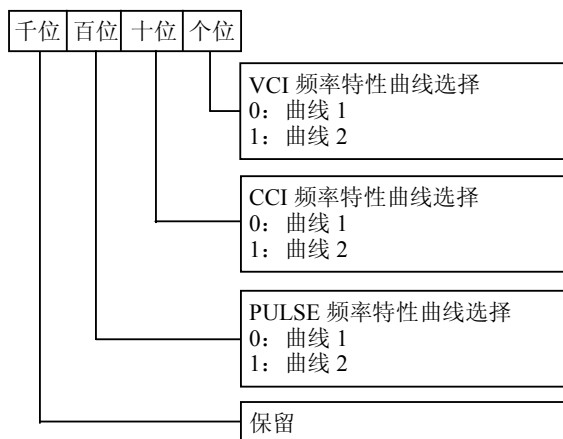 千位 百位 十位 个位
VCI 频率特性曲线选择
0：曲线 1
1：曲线 2
CCI 频率特性曲线选择
0：曲线 1
1：曲线 2
PULSE 频率特性曲线选择
0：曲线 1
1：曲线 2
保留